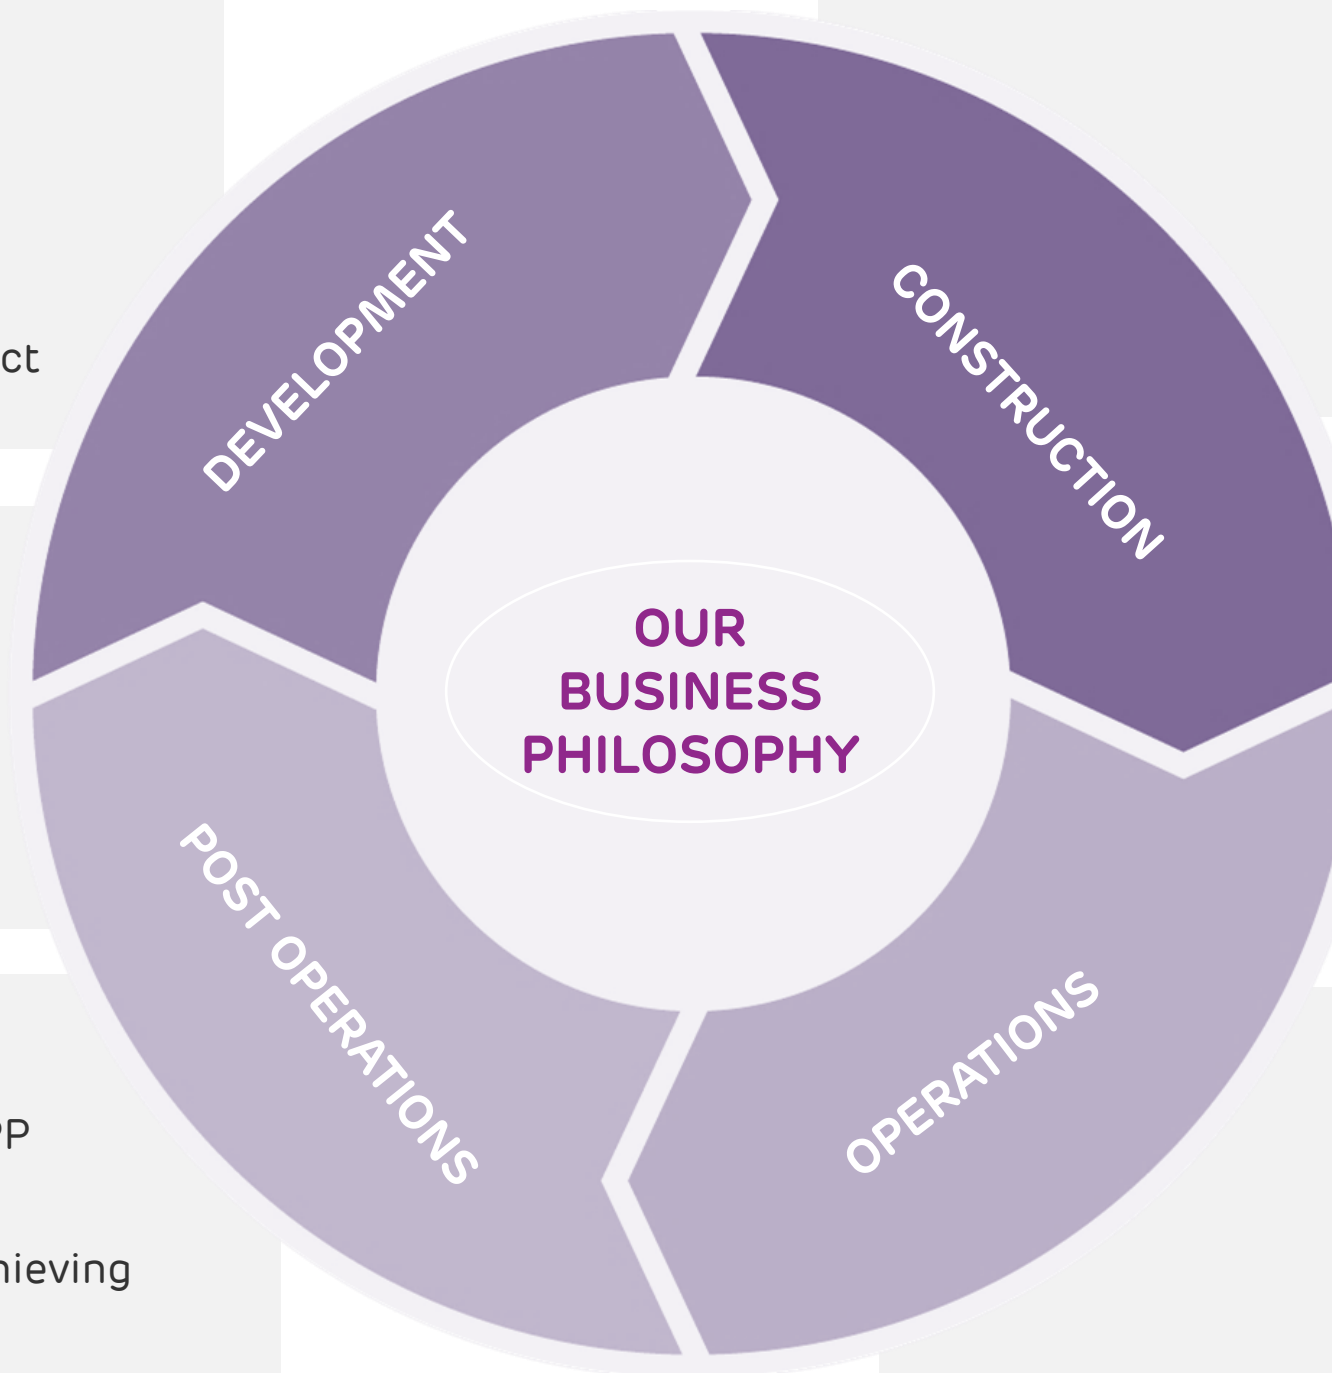 DEVELOPMENT
CONSTRUCTION
OUR
BUSINESS
PHILOSOPHY
POST OPERATIONS
OPERATIONS